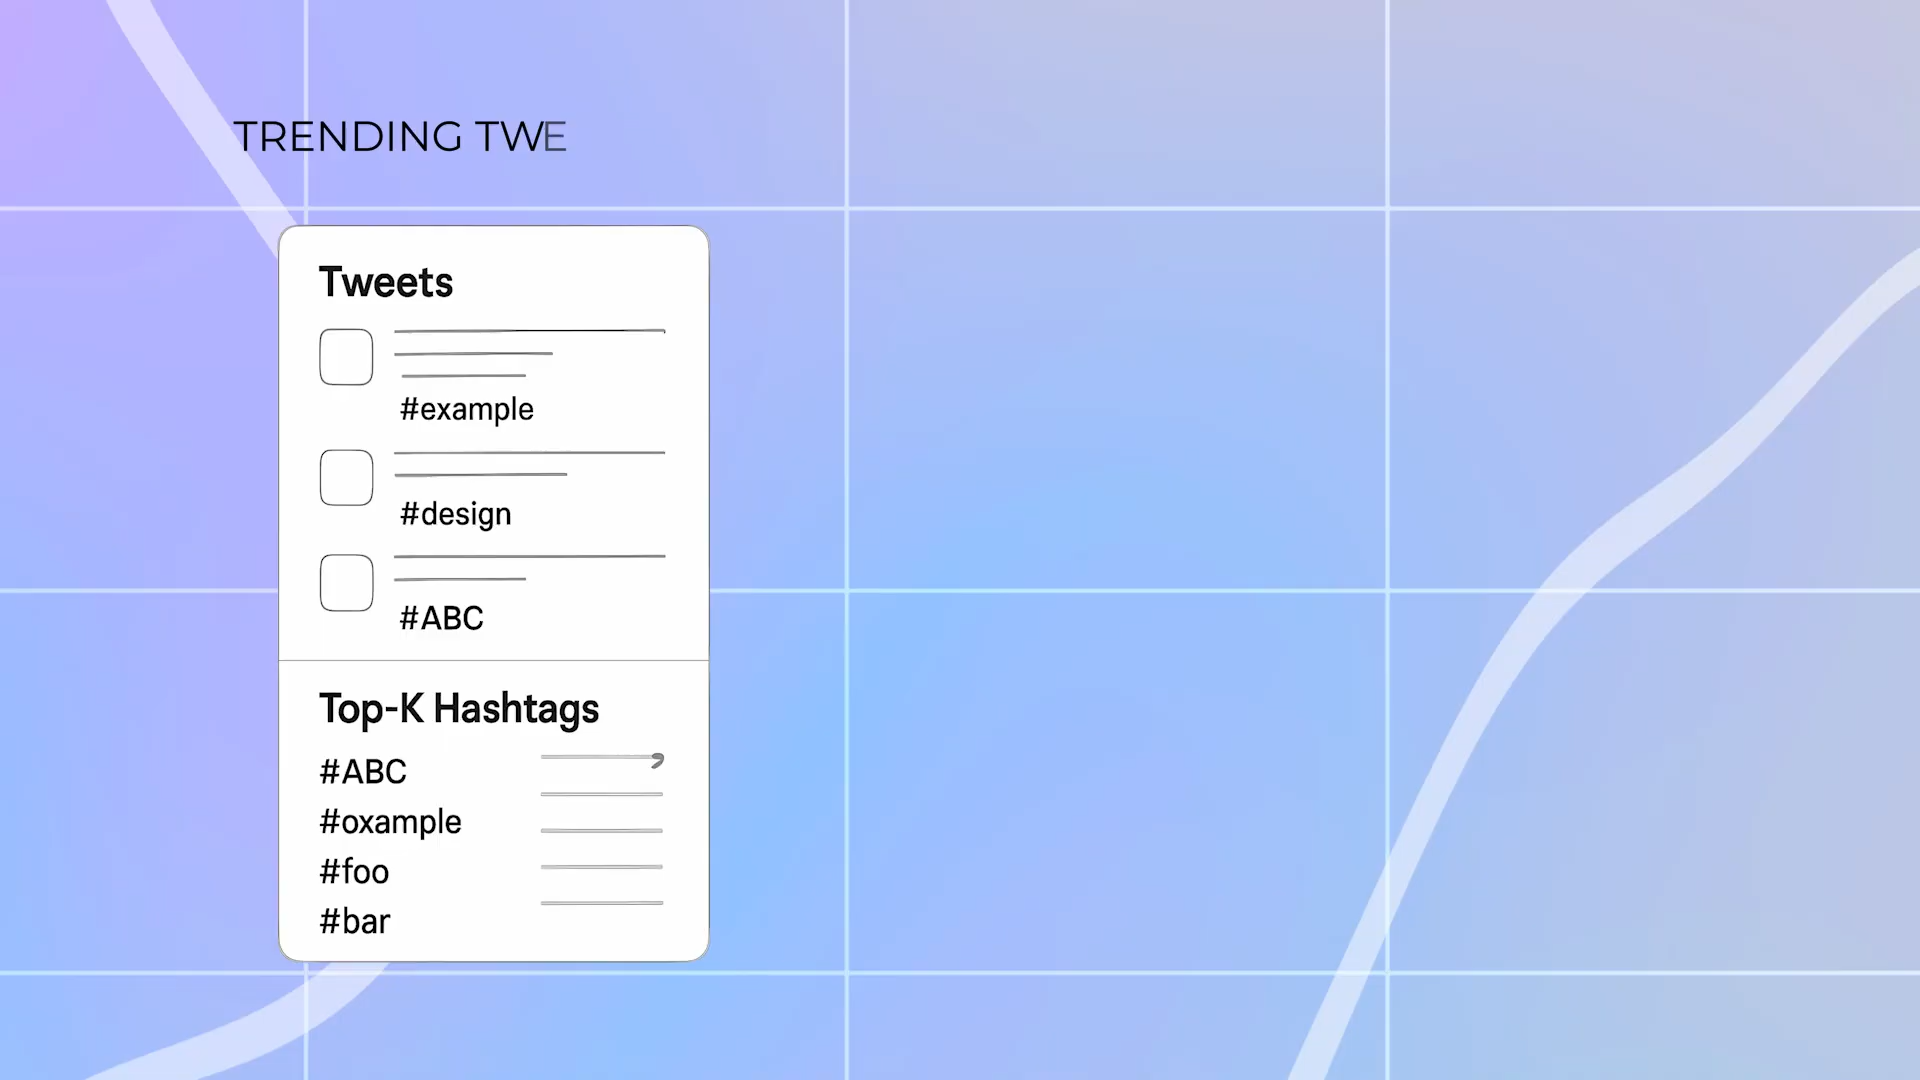 TRENDING TWE
Tweets
#example
#design
#ABC
Top-K Hashtags
#ABC
#oxample
#foo
#bar